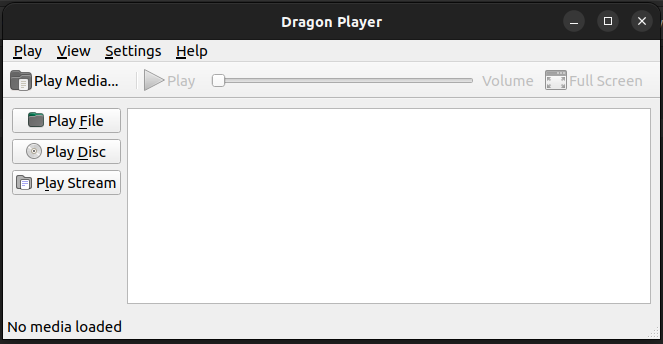 Dragon Player
Play View Settings Help
Play Media... Play Volume Full Screen
Play File
Play Disc
Play Stream
No media loaded